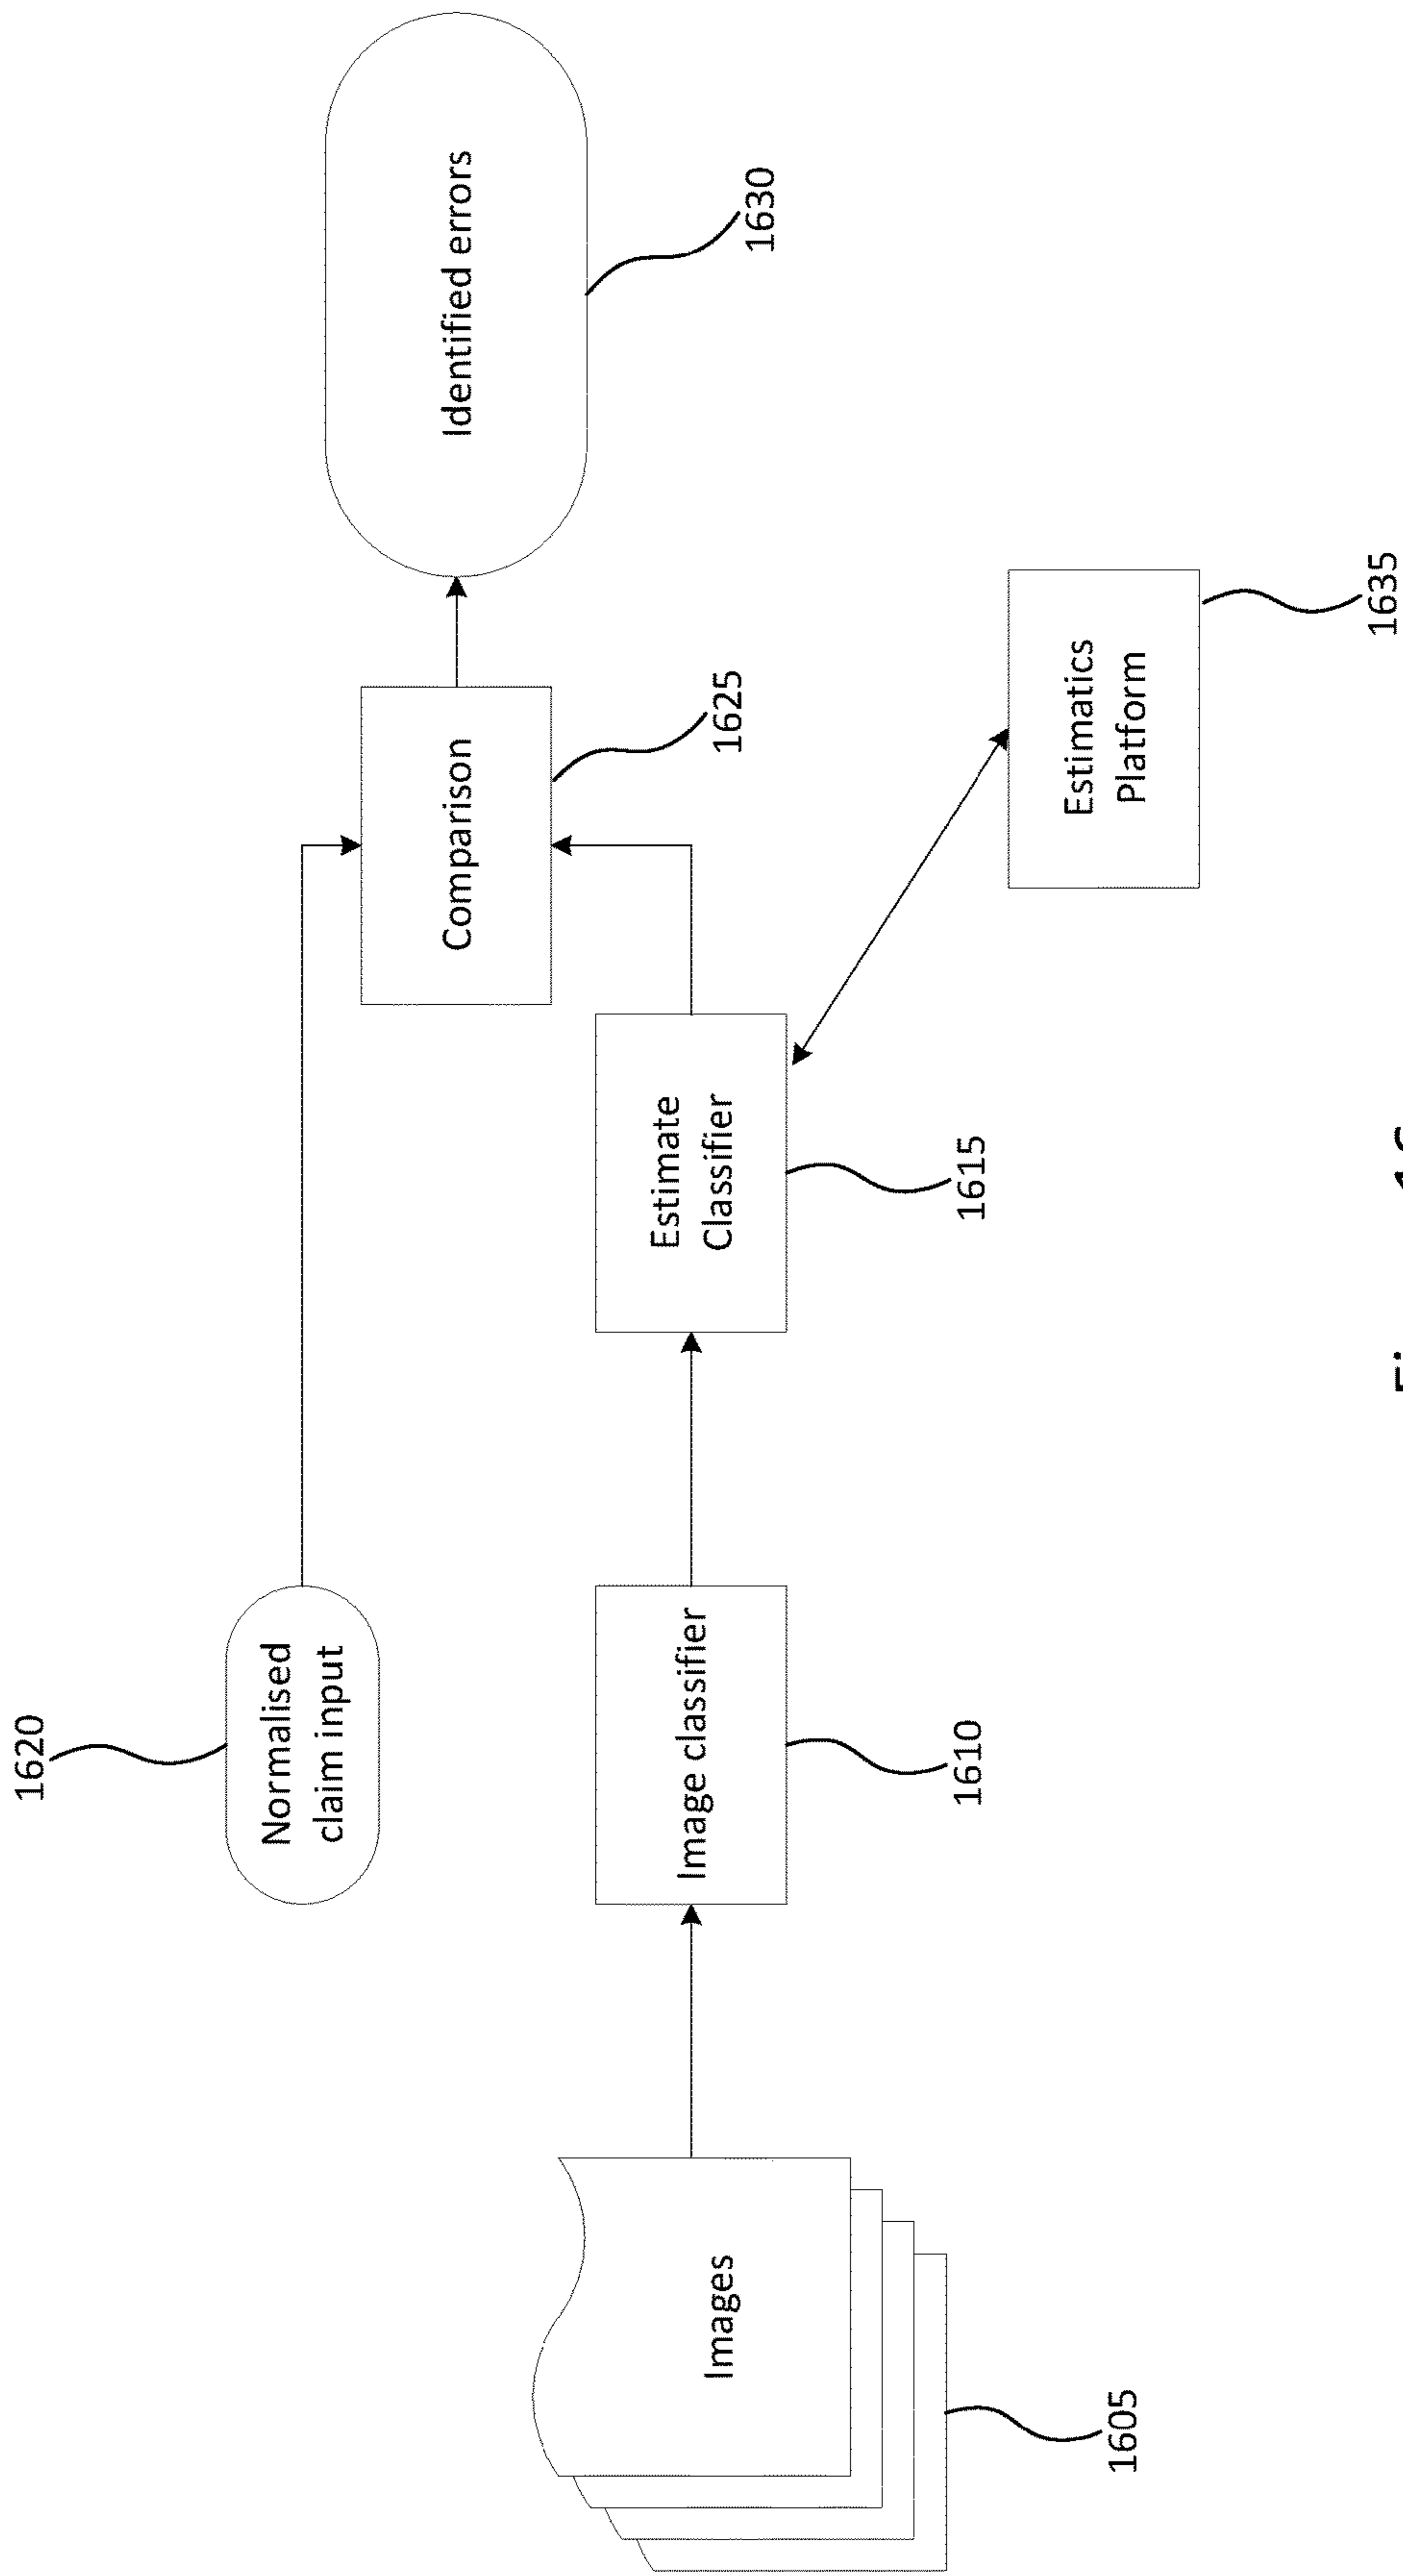 1620
Normalised
claim input
Comparison
Identified errors
1625
1630
Images
Image classifier
Estimate
Classifier
1605
1610
1615
Estimatics
Platform
1635